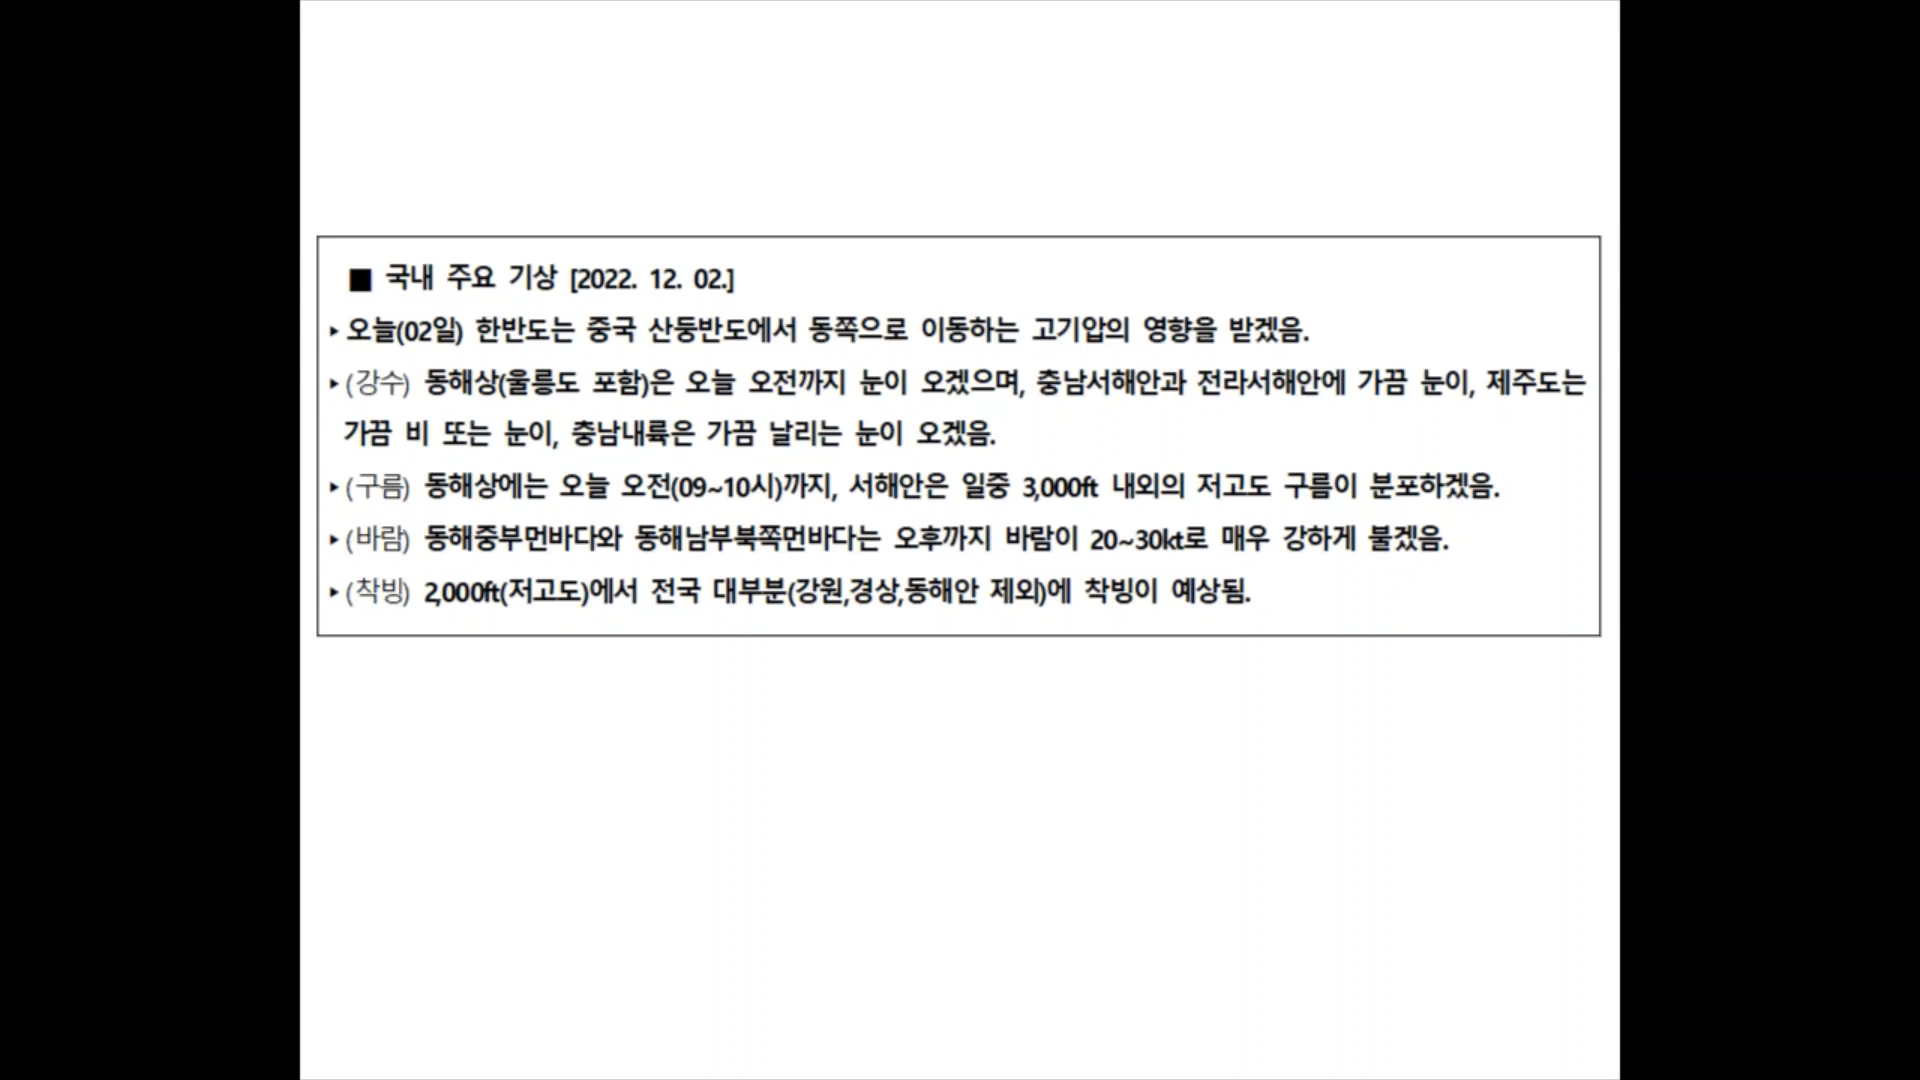 ■ 국내 주요 기상 [2022. 12. 02.]
▸오늘(02일) 한반도는 중국 산둥반도에서 동쪽으로 이동하는 고기압의 영향을 받겠음.
▸(강수) 동해상(울릉도 포함)은 오늘 오전까지 눈이 오겠으며, 충남서해안과 전라서해안에 가끔 눈이, 제주도는
가끔 비 또는 눈이, 충남내륙은 가끔 날리는 눈이 오겠음.
▸(구름) 동해상에는 오늘 오전(09~10시)까지, 서해안은 일중 3,000ft 내외의 저고도 구름이 분포하겠음.
▸(바람) 동해중부먼바다와 동해남부북쪽먼바다는 오후까지 바람이 20~30kt로 매우 강하게 불겠음.
▸(착빙) 2,000ft(저고도)에서 전국 대부분(강원,경상,동해안 제외)에 착빙이 예상됨.